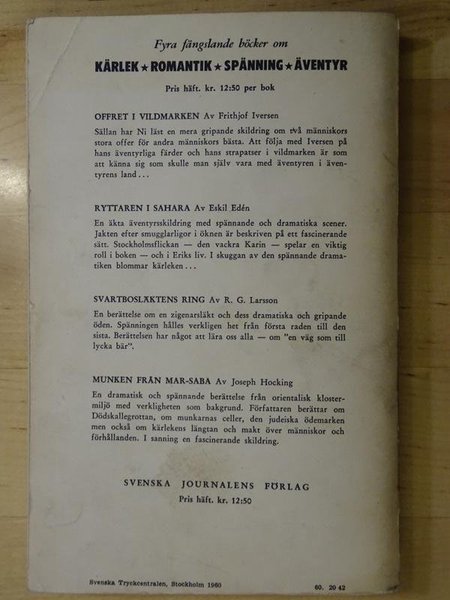 Fyra fängslande böcker om
KÄRLEK★ROMANTIK★SPÄNNING★ÄVENTYR
Pris häft. kr. 12:50 per bok
OFFRET I VILDMARKEN Av Frithjof Iversen
Sällan har Ni läst en mera gripande skildring om två människors
stora offer för andra människors bästa. Att följa med Iversen på
hans äventyrliga färder och hans strapatser i vildmarken är som
att känna sig som skulle man själv vara med äventyren i även-
tyrens land...
RYTTAREN I SAHARA Av Eskil Edén
En äkta äventyrsskildring med spännande och dramatiska scener.
Jakten efter smugglarligor i öknen är beskriven på ett fascinerande
sätt. Stockholmsflickan — den vackra Karin — spelar en viktig
roll i boken — och i Eriks liv. I skuggan av den spännande drama-
tiken blommar kärleken...
SVARTBOSLÄKTENS RING Av R. G. Larsson
En berättelse om en zigenarsläkt och dess dramatiska och gripande
öden. Spänningen hålles verkligen het från första raden till den
sista. Berättelsen har något att lära oss alla — om "en väg som till
lycka bär".
MUNKEN FRÅN MAR-SABA Av Joseph Hocking
En dramatisk och spännande berättelse från orientalisk kloster-
miljö med verkligheten som bakgrund. Författaren berättar om
Dödskallegrottan, om munkarnas celler, den judeiska ödemarken
men också om kärlekens längtan och makt över människor och
förhållanden. I sanning en fascinerande skildring.
SVENSKA JOURNALENS FÖRLAG
Pris häft. kr. 12:50
Svenska Tryckcentralen, Stockholm 1960
60. 20 42